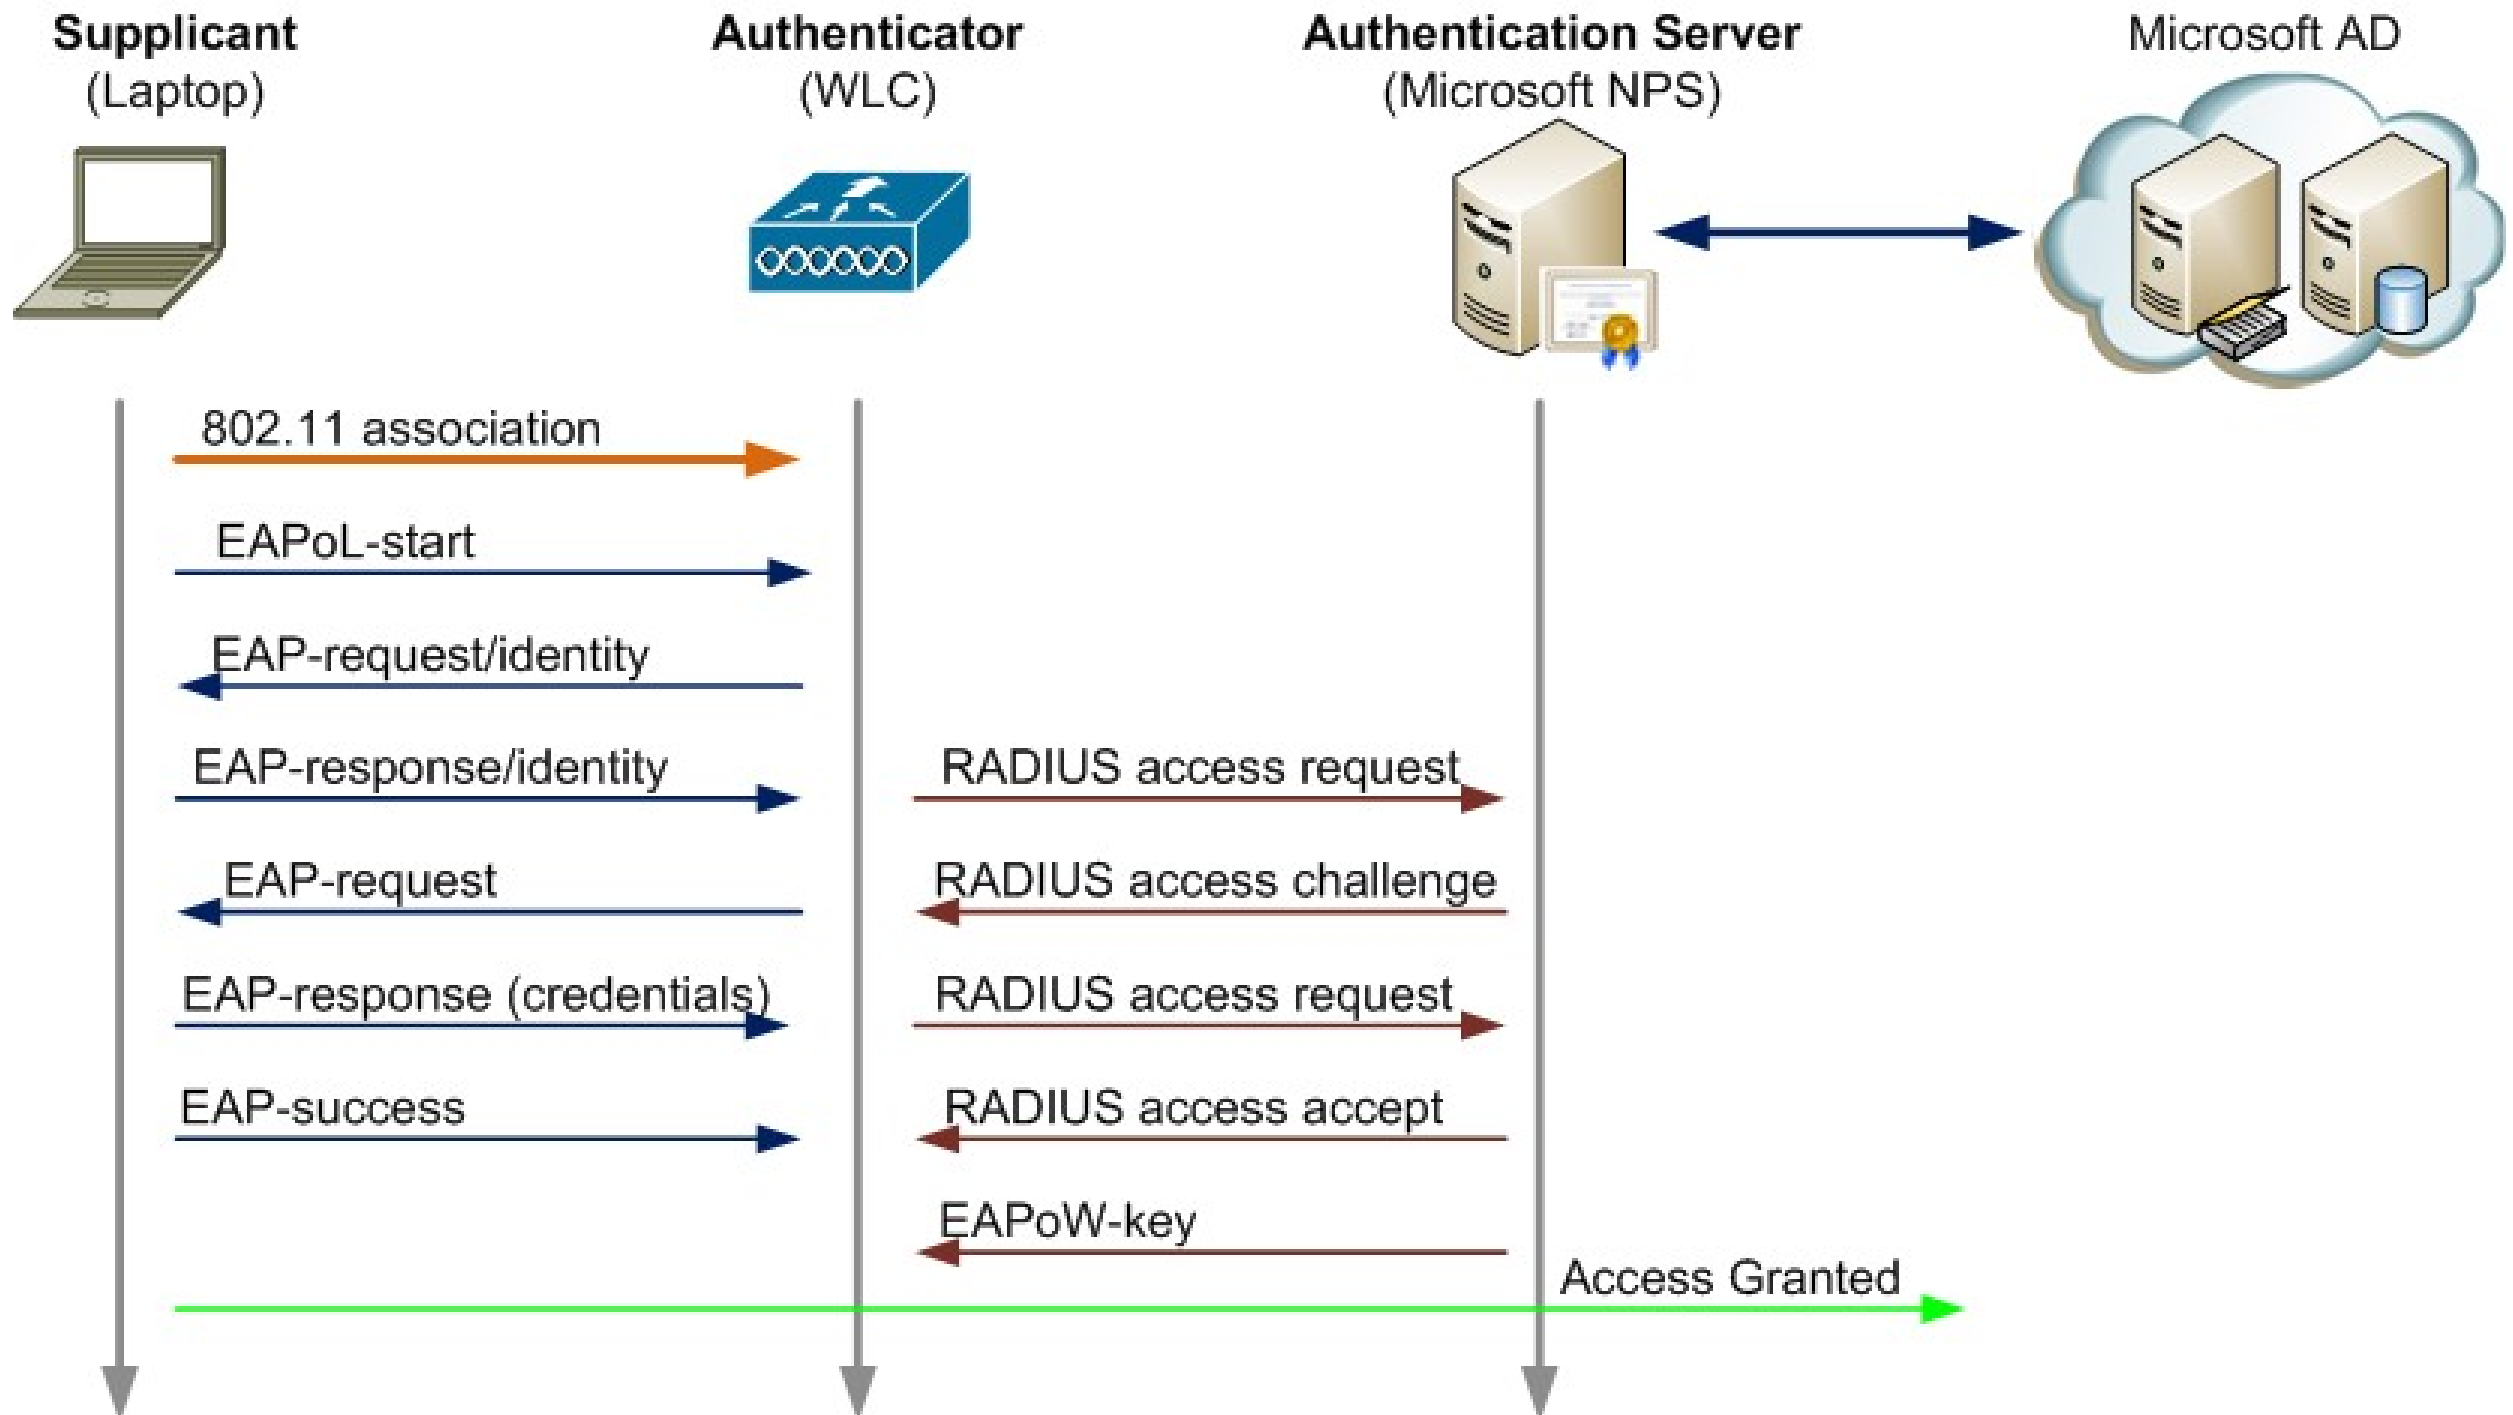 Supplicant
(Laptop)
Authenticator
(WLC)
Authentication Server
(Microsoft NPS)
Microsoft AD
802.11 association
EAPoL-start
EAP-request/identity
EAP-response/identity
RADIUS access request
EAP-request
RADIUS access challenge
EAP-response (credentials)
RADIUS access request
EAP-success
RADIUS access accept
EAPoW-key
Access Granted